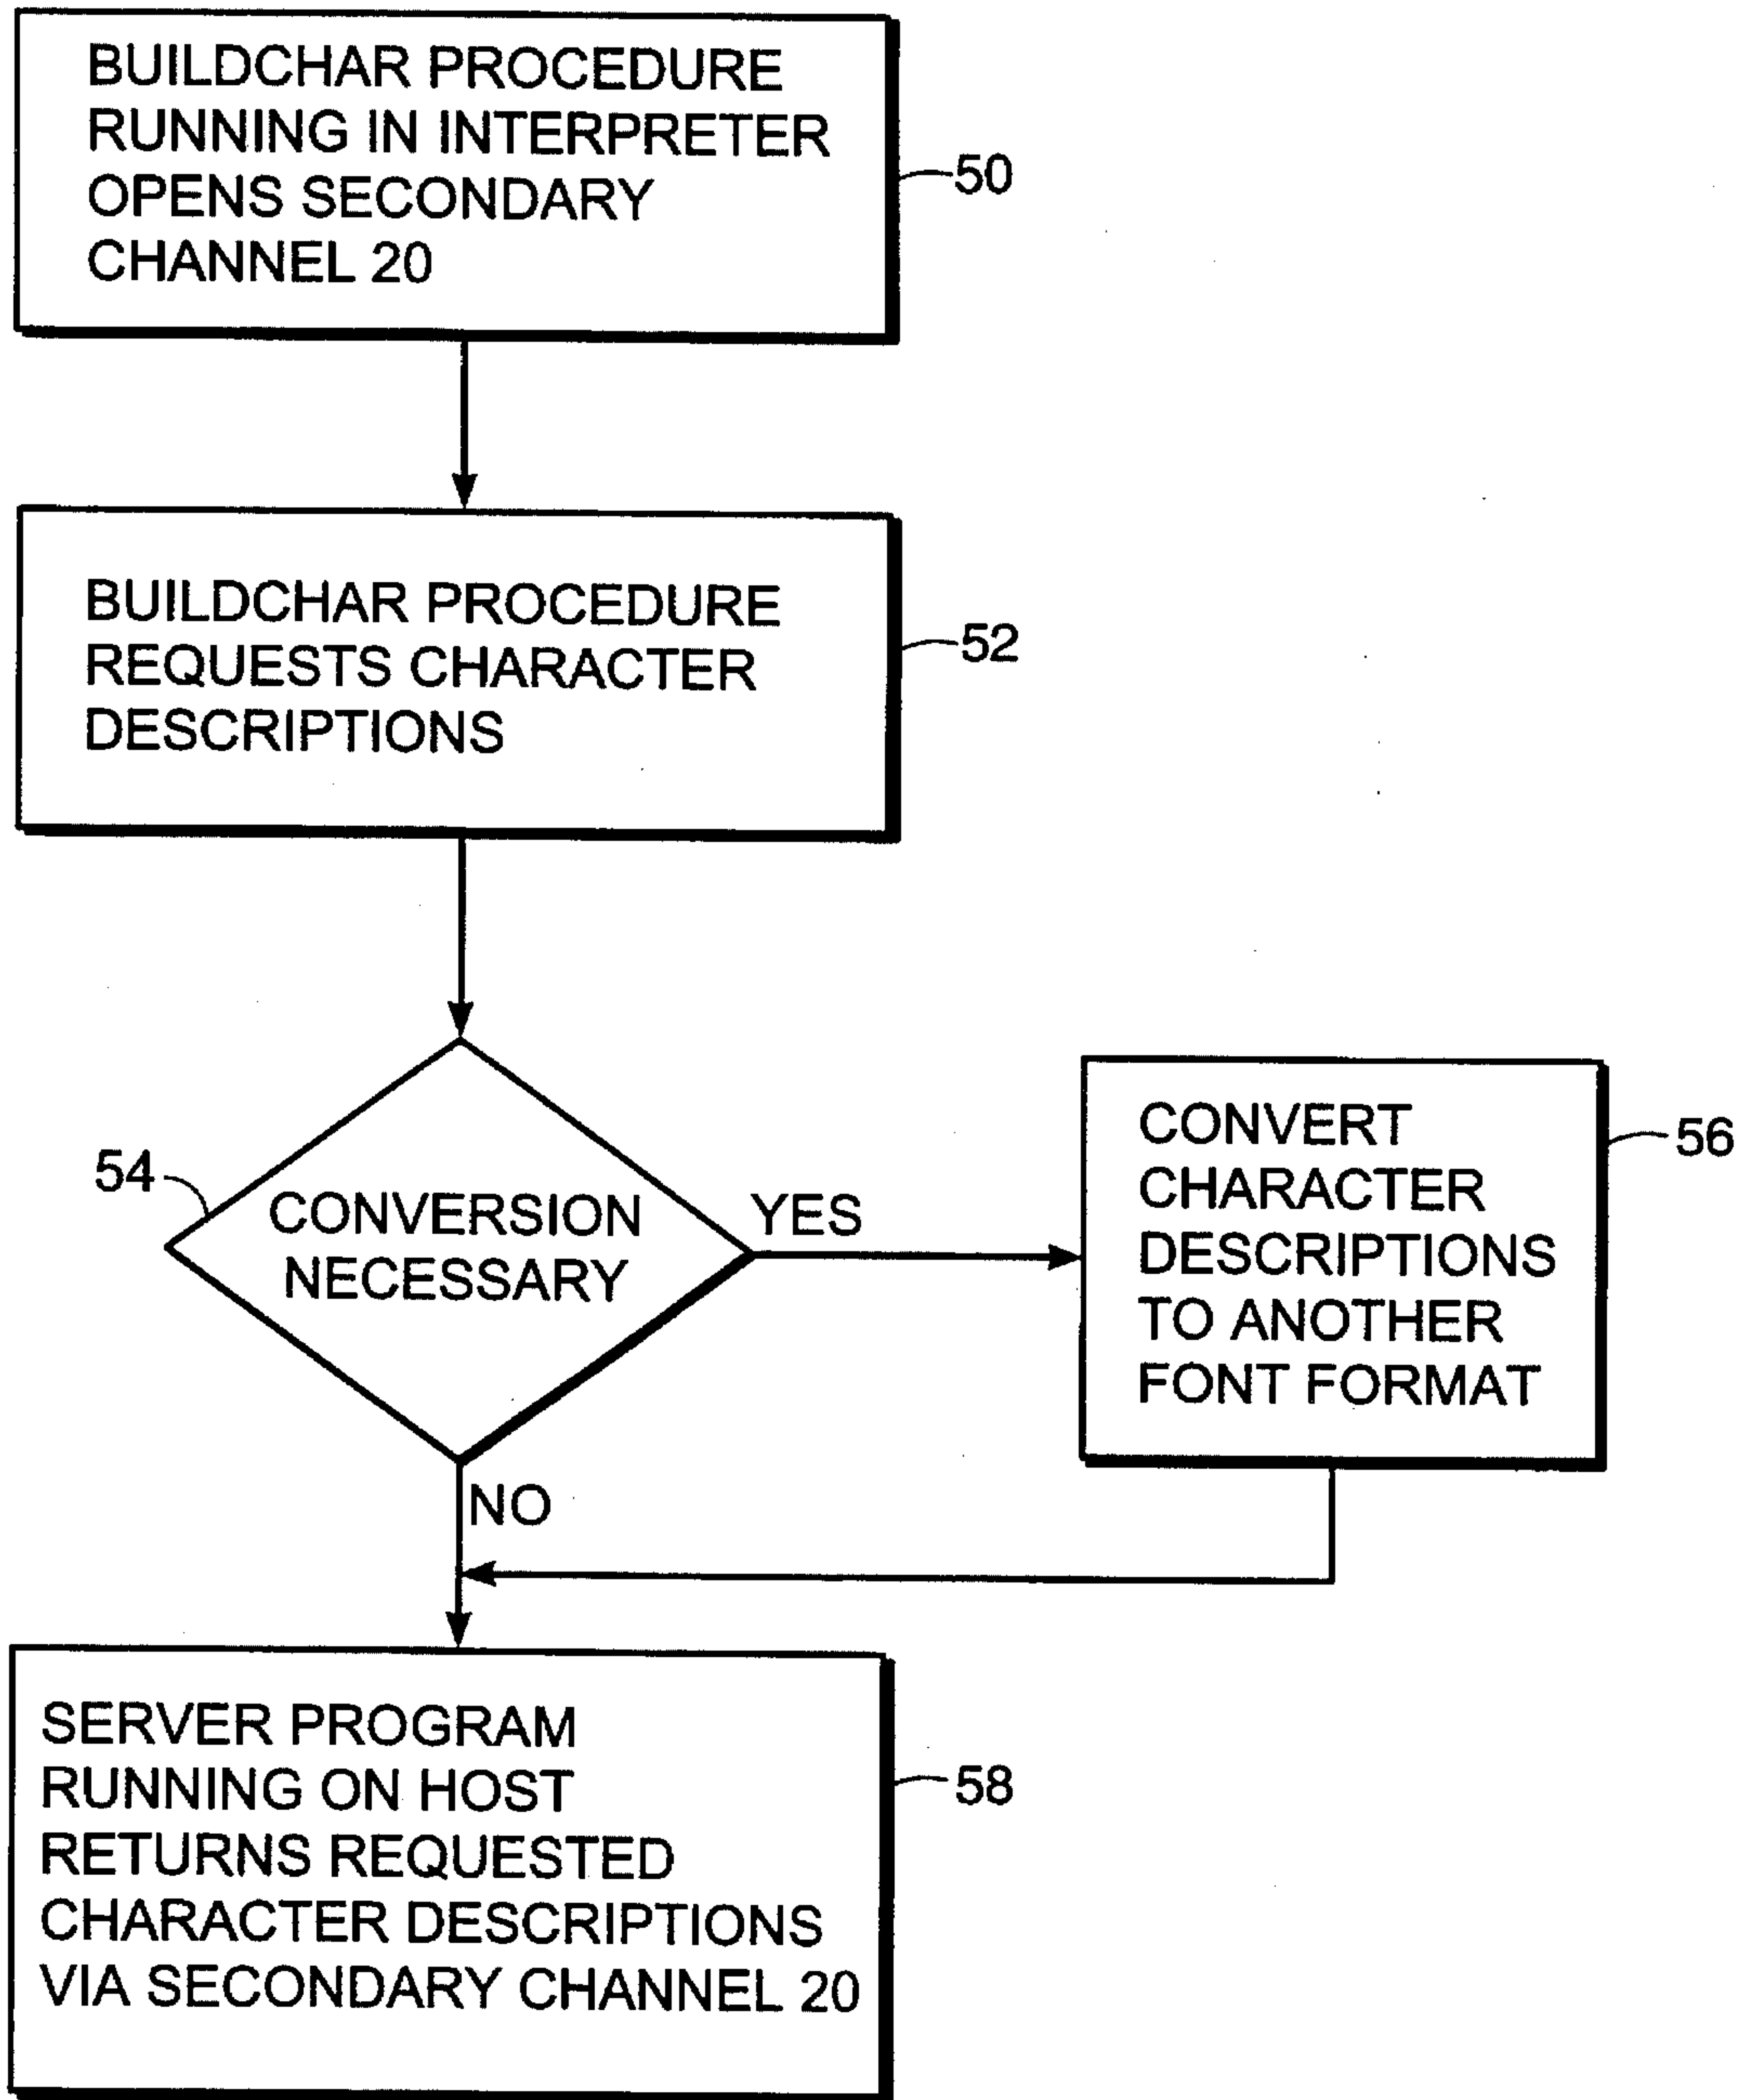 BUILDCHAR PROCEDURE
RUNNING IN INTERPRETER
OPENS SECONDARY
CHANNEL 20
50
BUILDCHAR PROCEDURE
REQUESTS CHARACTER
DESCRIPTIONS
52
54
CONVERSION
NECESSARY
YES
CONVERT
CHARACTER
DESCRIPTIONS
TO ANOTHER
FONT FORMAT
56
NO
SERVER PROGRAM
RUNNING ON HOST
RETURNS REQUESTED
CHARACTER DESCRIPTIONS
VIA SECONDARY CHANNEL 20
58